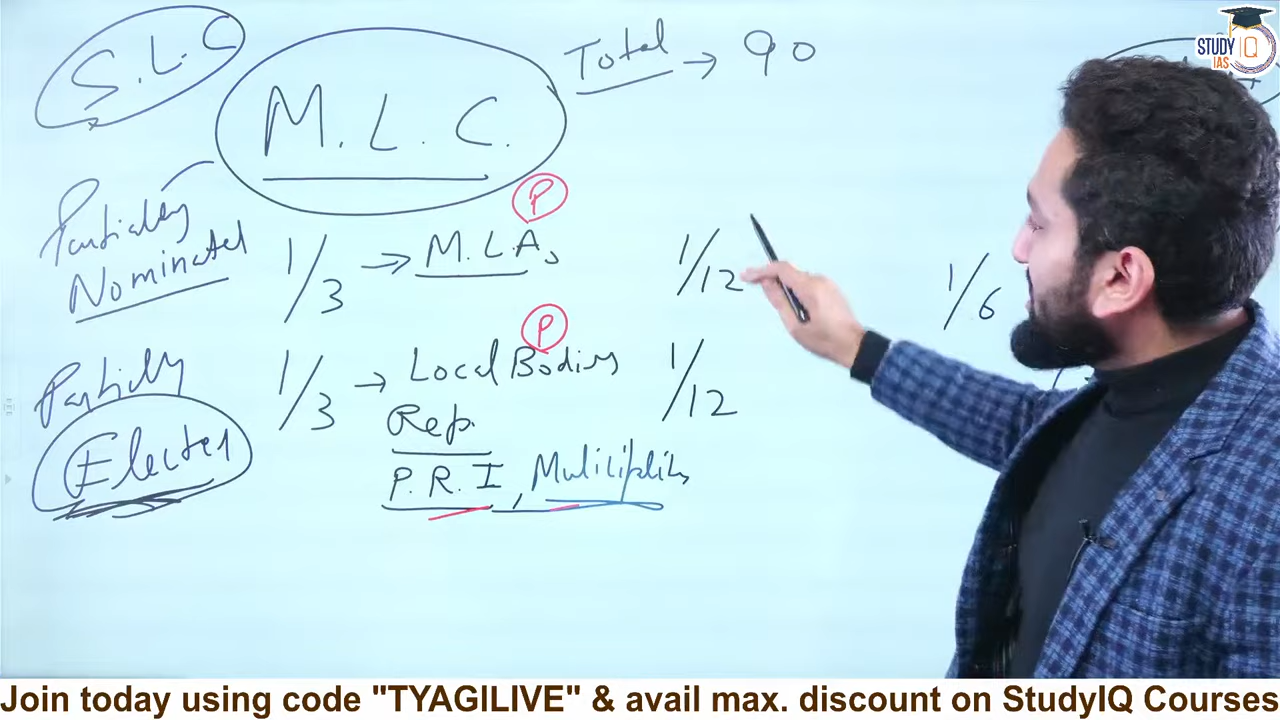 S.L.C
M.L.C.
Total → 90
STUDY IQ
IAS
Partially
Nominated
1/3 → M.L.As
P
1/12
1/6
Partially
Elected
1/3 → Local Bodies
P
Rep.
1/12
P.R.I, Municiplities
Join today using code "TYAGILIVE" & avail max. discount on StudyIQ Courses